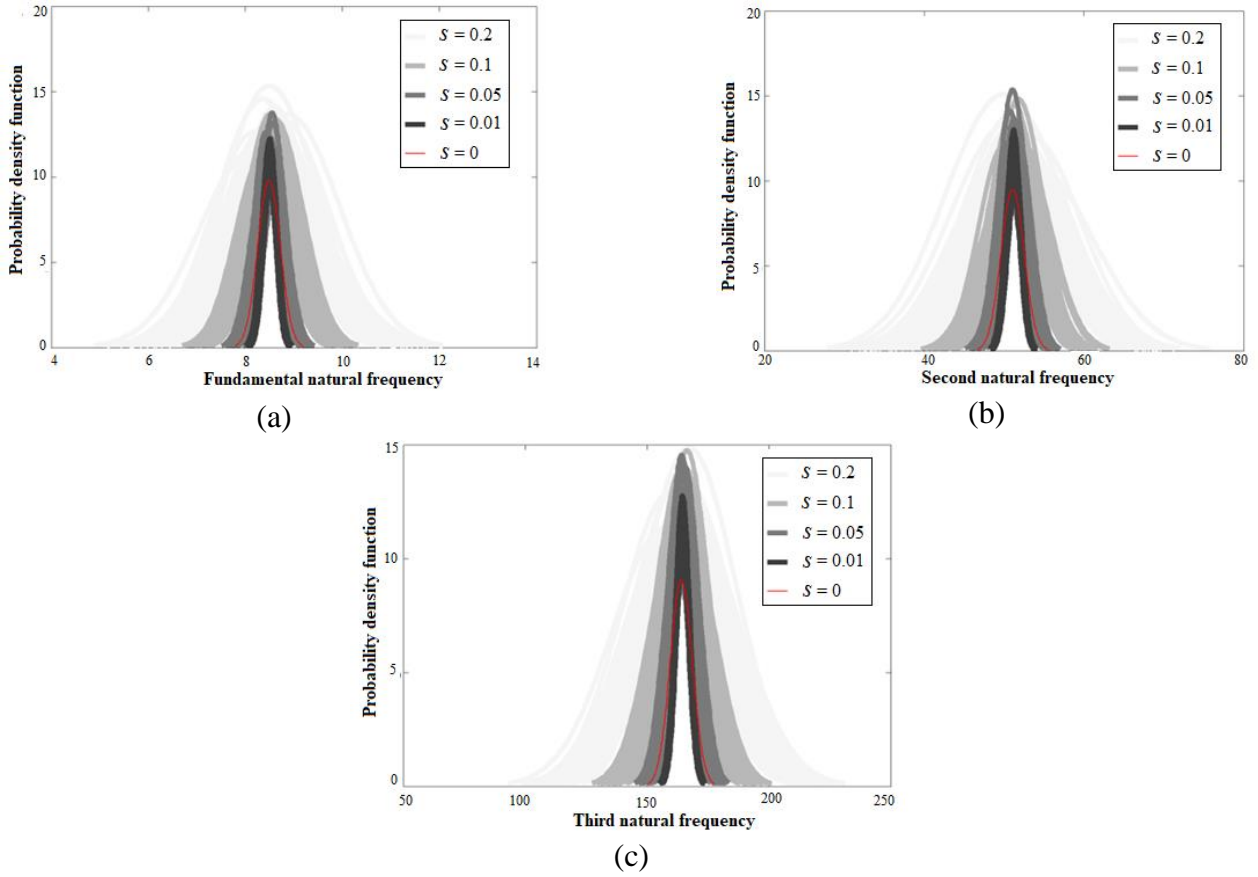 20
15
10
5
0
Probability density function
s = 0.2
s = 0.1
s = 0.05
s = 0.01
s = 0
4 6 8 10 12 14
Fundamental natural frequency
(a)
20
15
10
5
0
Probability density function
s = 0.2
s = 0.1
s = 0.05
s = 0.01
s = 0
20 40 60 80
Second natural frequency
(b)
15
10
5
0
Probability density function
s = 0.2
s = 0.1
s = 0.05
s = 0.01
s = 0
50 100 150 200 250
Third natural frequency
(c)